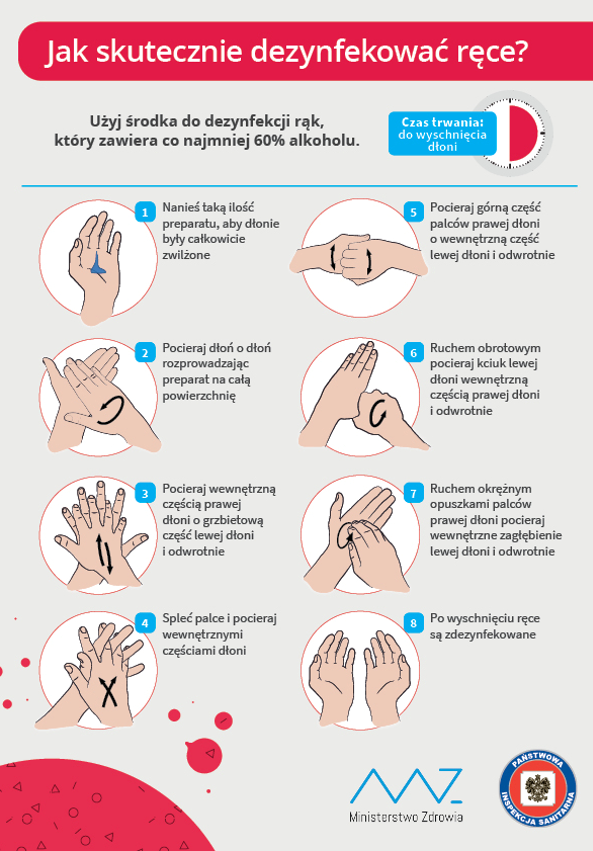 Jak skutecznie dezynfekować ręce?
Użyj środka do dezynfekcji rąk,
który zawiera co najmniej 60% alkoholu.
Czas trwania:
do wyschnięcia
dłoni
1
Nanieś taką ilość
preparatu, aby dłonie
były całkowicie
zwilżone
2
Pocieraj dłoń o dłoń
rozprowadzając
preparat na całą
powierzchnię
3
Pocieraj wewnętrzną
częścią prawej
dłoni o grzbietową
część lewej dłoni
i odwrotnie
4
Spleć palce i pocieraj
wewnętrznymi
częściami dłoni
5
Pocieraj górną część
palców prawej dłoni
o wewnętrzną część
lewej dłoni i odwrotnie
6
Ruchem obrotowym
pocieraj kciuk lewej
dłoni wewnętrzną
częścią prawej dłoni
i odwrotnie
7
Ruchem okrężnym
opuszkami palców
prawej dłoni pocieraj
wewnętrzne zagłębienie
lewej dłoni i odwrotnie
8
Po wyschnięciu ręce
są zdezynfekowane
MZ
Ministerstwo Zdrowia
PAŃSTWOWA
INSPEKCJA SANITARNA